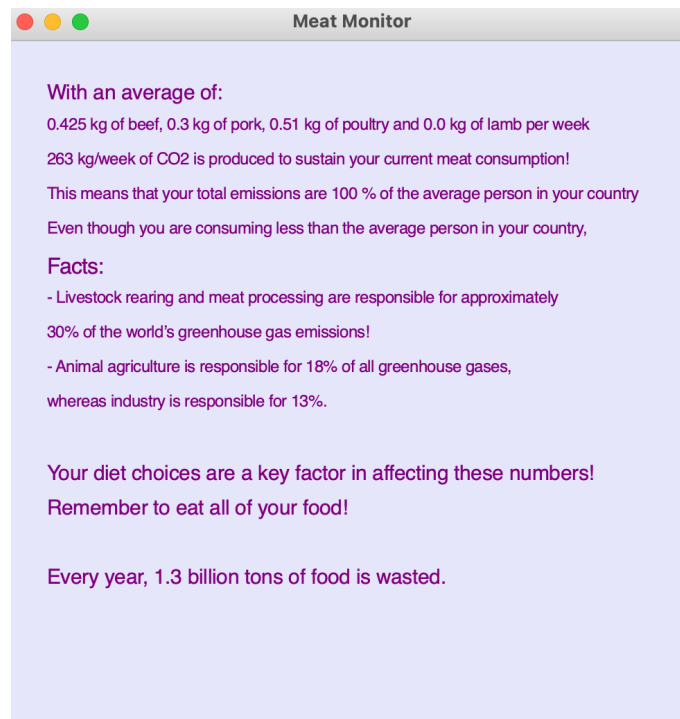 Meat Monitor
With an average of:
0.425 kg of beef, 0.3 kg of pork, 0.51 kg of poultry and 0.0 kg of lamb per week
263 kg/week of CO2 is produced to sustain your current meat consumption!
This means that your total emissions are 100 % of the average person in your country
Even though you are consuming less than the average person in your country,
Facts:
- Livestock rearing and meat processing are responsible for approximately
30% of the world's greenhouse gas emissions!
- Animal agriculture is responsible for 18% of all greenhouse gases,
whereas industry is responsible for 13%.
Your diet choices are a key factor in affecting these numbers!
Remember to eat all of your food!
Every year, 1.3 billion tons of food is wasted.